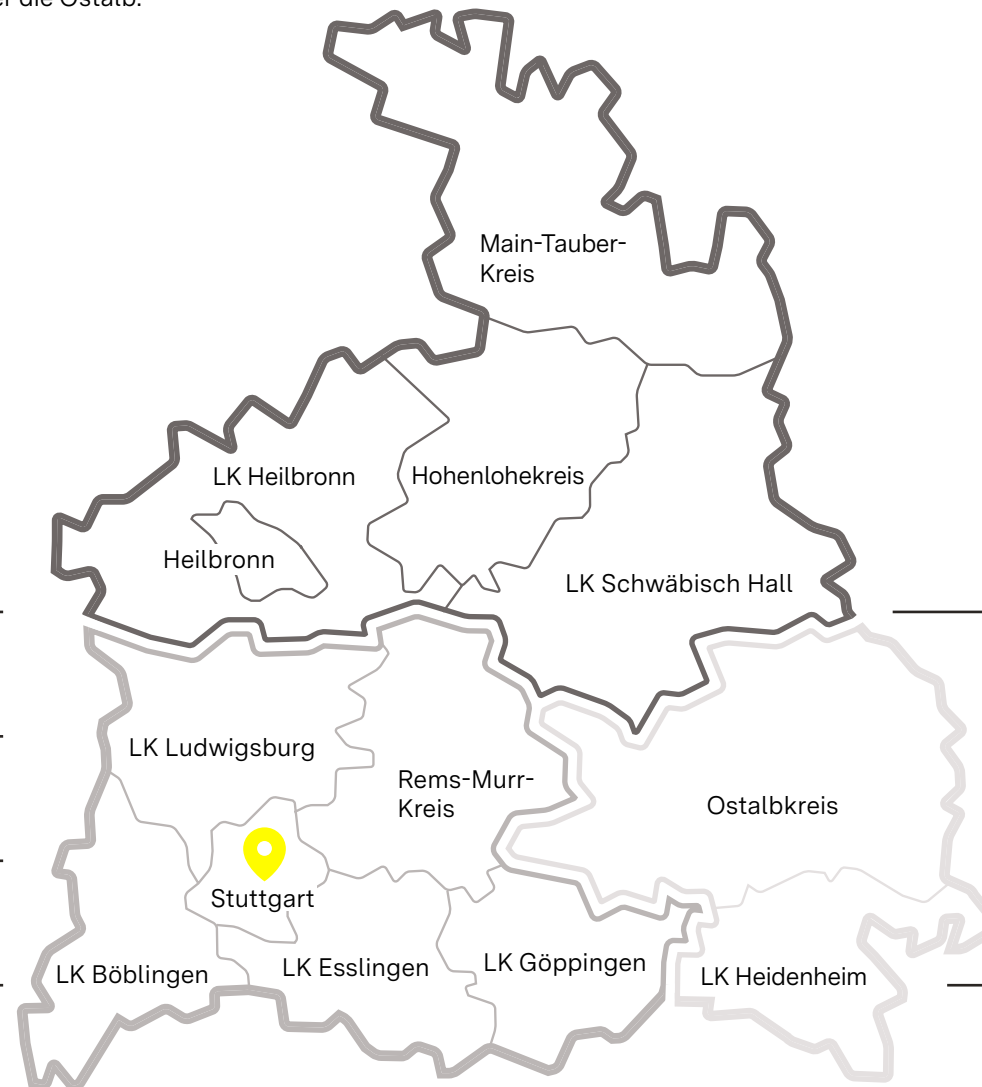 die Ostalb.
Main-Tauber-
Kreis
LK Heilbronn
Hohenlohekreis
Heilbronn
LK Schwäbisch Hall
LK Ludwigsburg
Rems-Murr-
Kreis
Ostalbkreis
Stuttgart
LK Böblingen
LK Esslingen
LK Göppingen
LK Heidenheim